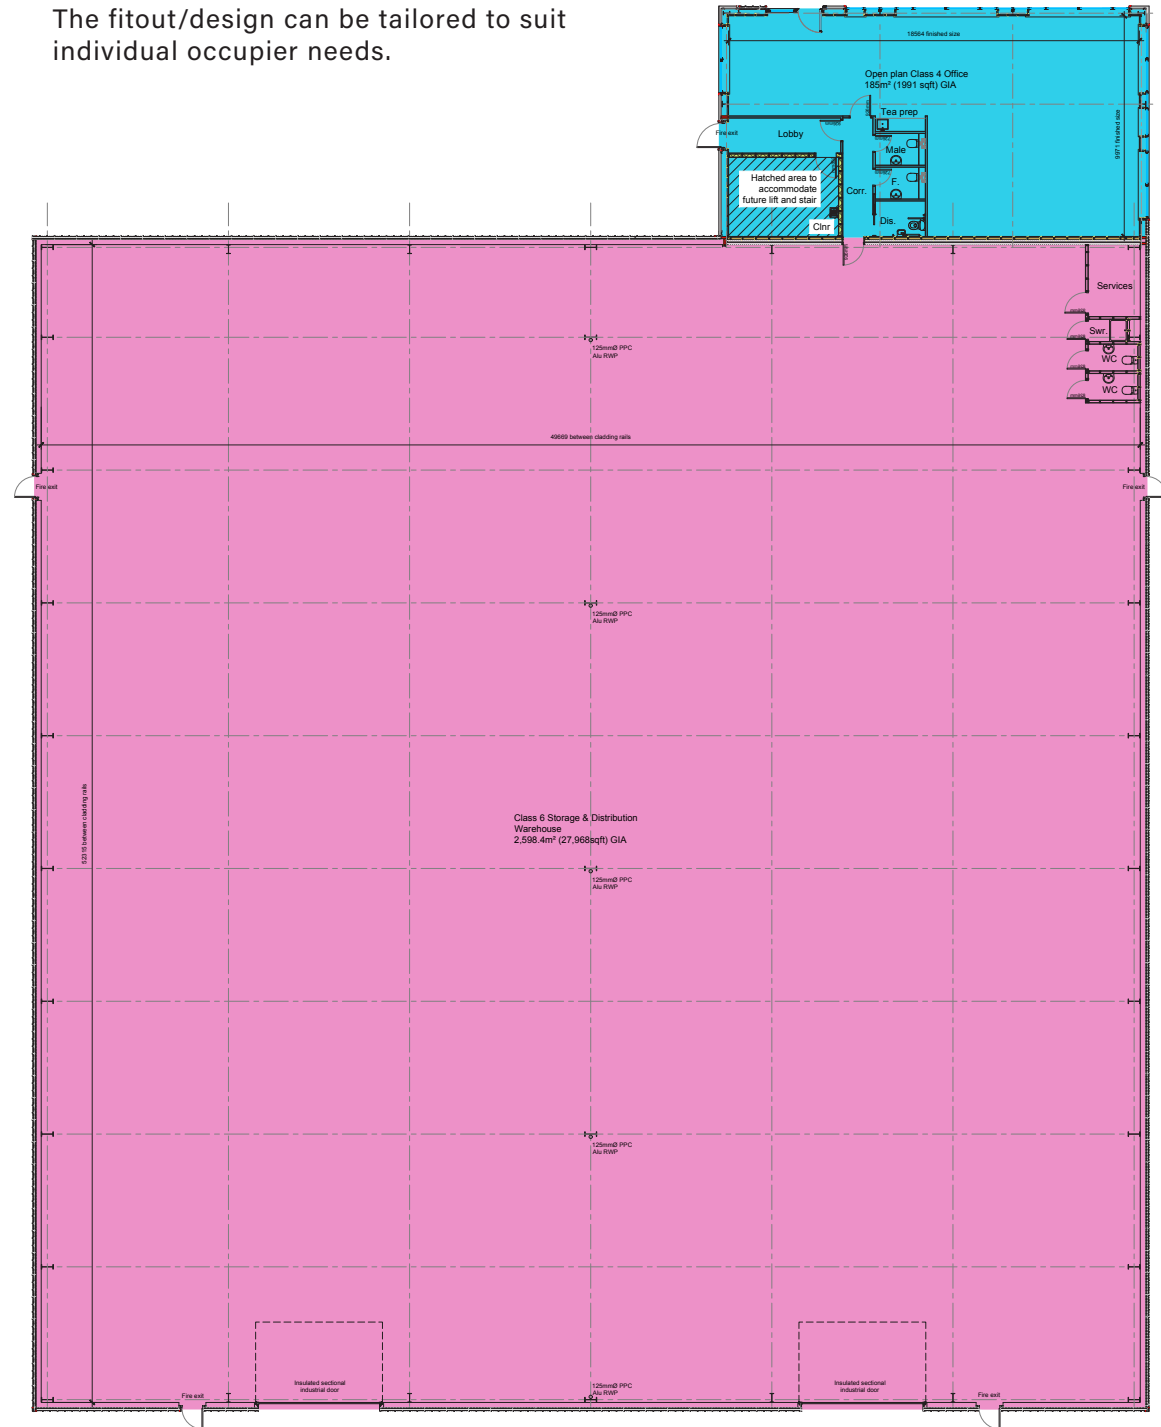 The fitout/design can be tailored to suit
individual occupier needs.
18564 finished size
Open plan Class 4 Office
185m² (1991 sqft) GIA
9971 finished size
Tea prep
Fire exit
Lobby
Male
Hatched area to
accommodate
future lift and stair
Corr.
F.
Clnr
Dis.
Services
Swr.
WC
WC
125mmØ PPC
Alu RWP
49669 between cladding rails
Fire exit
Fire exit
125mmØ PPC
Alu RWP
52315 between cladding rails
Class 6 Storage & Distribution
Warehouse
2,598.4m² (27,968sqft) GIA
125mmØ PPC
Alu RWP
125mmØ PPC
Alu RWP
Insulated sectional
industrial door
125mmØ PPC
Alu RWP
Insulated sectional
industrial door
Fire exit
Fire exit